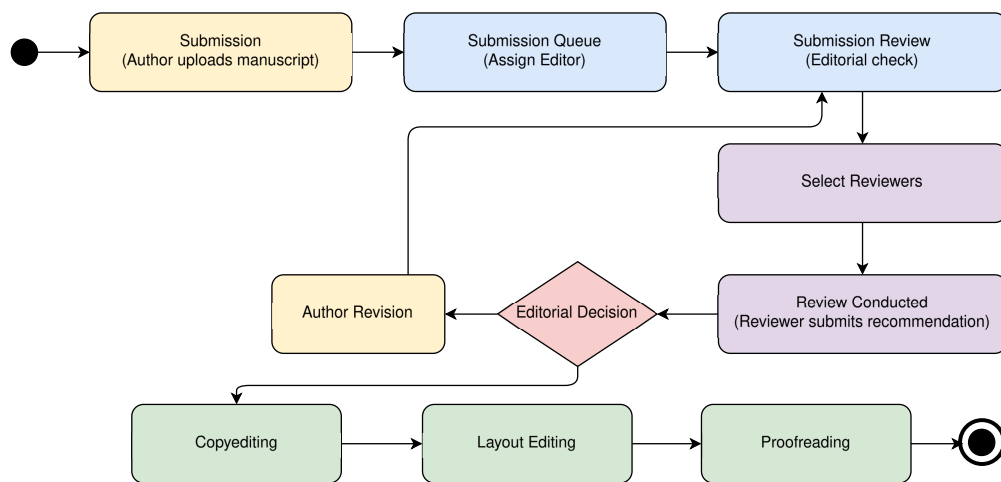 Submission
(Author uploads manuscript)
Submission Queue
(Assign Editor)
Submission Review
(Editorial check)
Select Reviewers
Review Conducted
(Reviewer submits recommendation)
Editorial Decision
Author Revision
Copyediting
Layout Editing
Proofreading